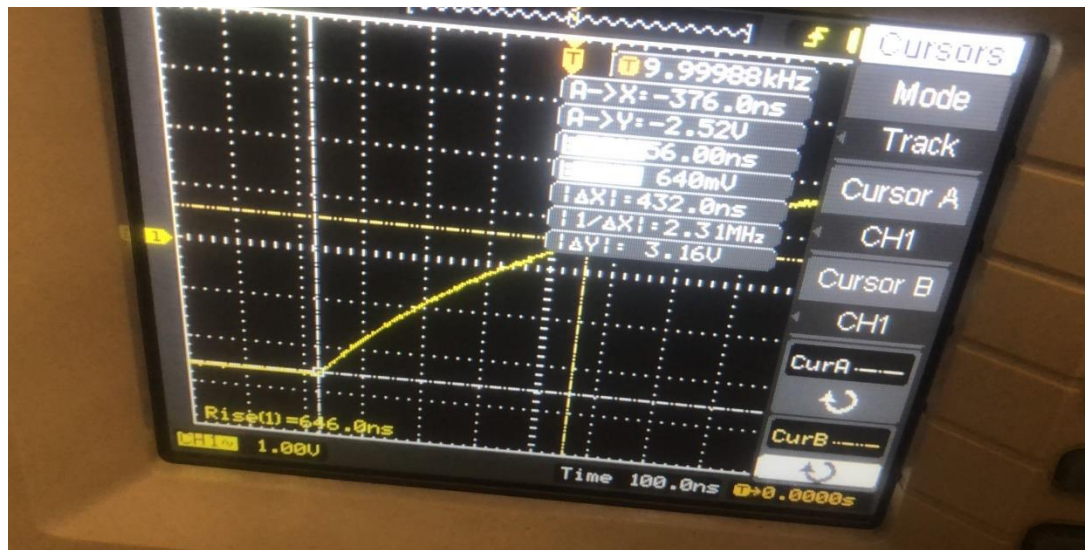 Cursors
T 9.99988kHz
A->X:-376.0ns
A->Y:-2.52V
56.00ns
640mV
|ΔX|:432.0ns
|1/ΔX|:2.31MHz
|ΔY|: 3.16V
Mode
Track
Cursor A
CH1
Cursor B
CH1
CurA
CurB
T
1
Rise(1)=646.0ns
CH1~ 1.00V
Time 100.0ns T→0.0000s